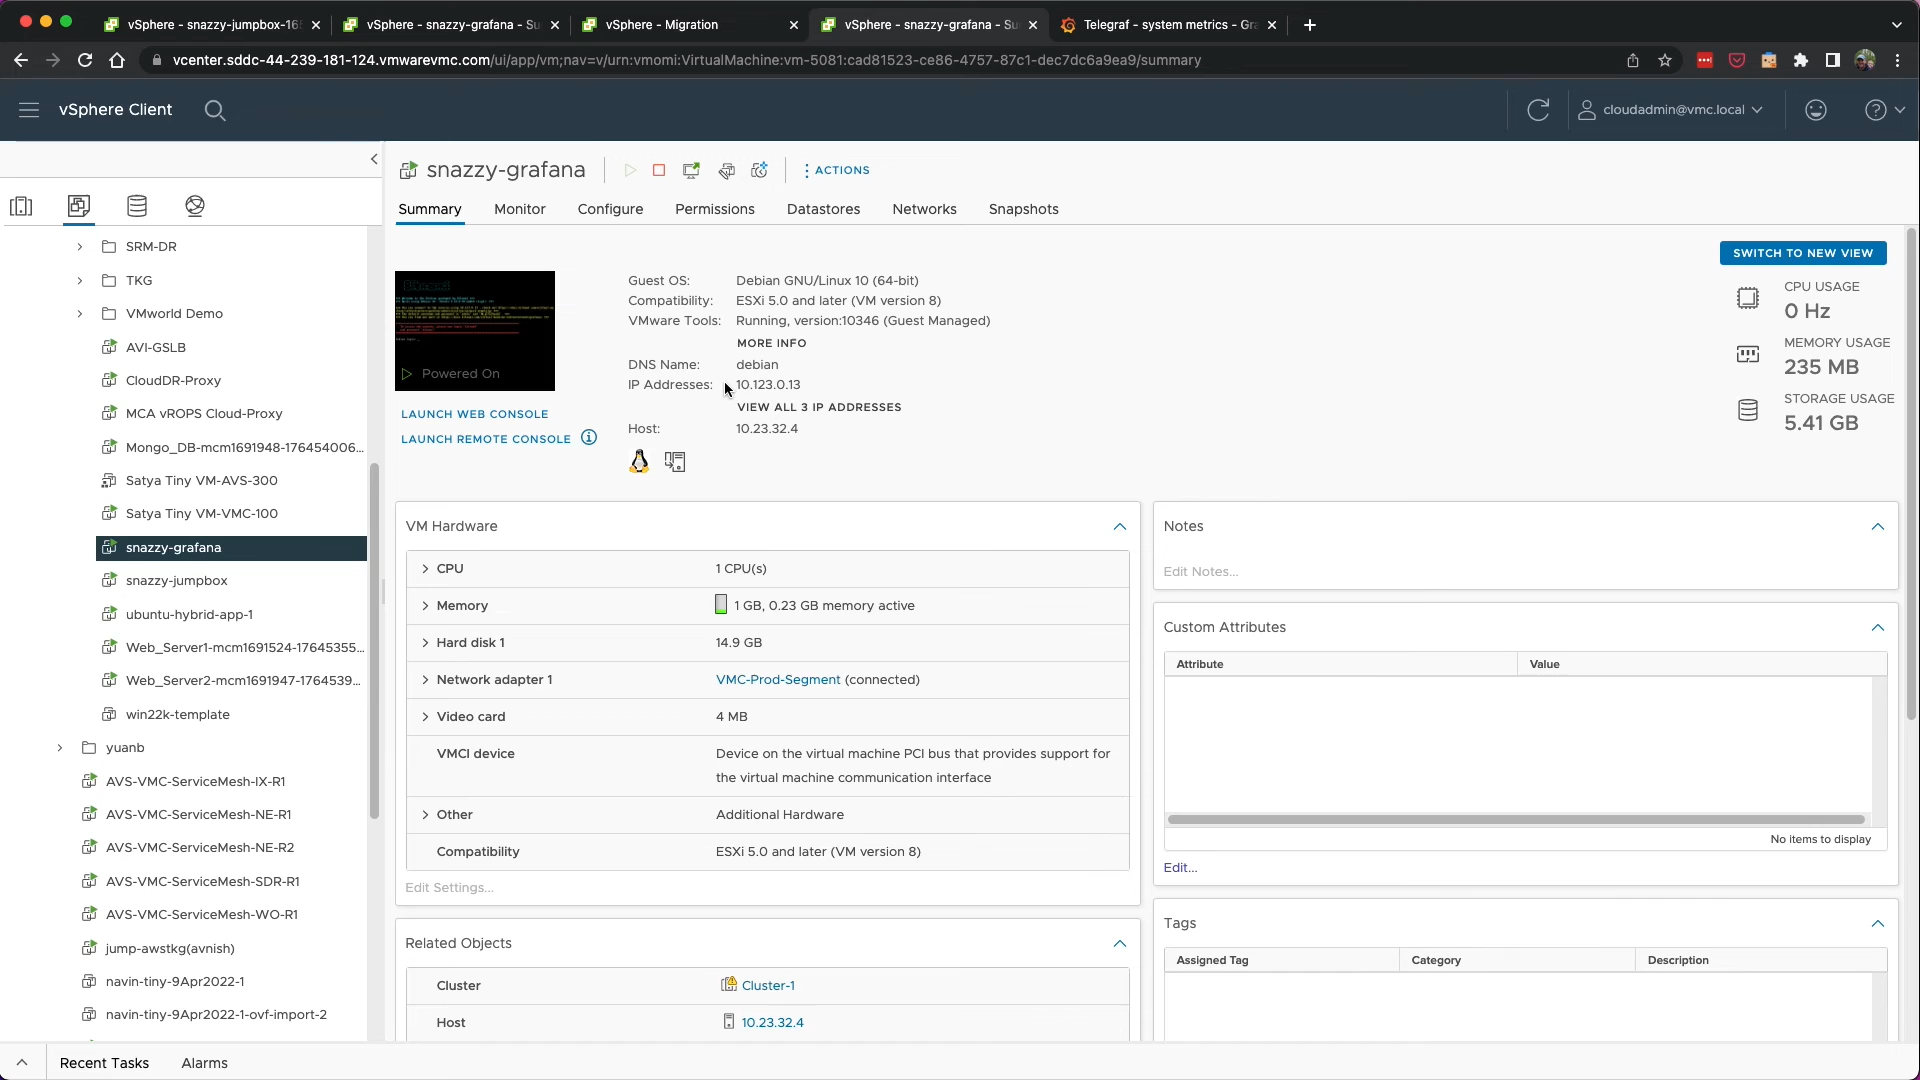 vSphere - snazzy-jumpbox-16
vSphere - snazzy-grafana - Su
vSphere - Migration
vSphere - snazzy-grafana - Su
Telegraf - system metrics - Gra
vcenter.sddc-44-239-181-124.vmwarevmc.com/ui/app/vm;nav=v/urn:vmomi:VirtualMachine:vm-5081:cad81523-ce86-4757-87c1-dec7dc6a9ea9/summary
vSphere Client
cloudadmin@vmc.local
snazzy-grafana
ACTIONS
Summary
Monitor
Configure
Permissions
Datastores
Networks
Snapshots
SRM-DR
TKG
VMworld Demo
AVI-GSLB
CloudDR-Proxy
MCA vROPS Cloud-Proxy
Mongo_DB-mcm1691948-176454006...
Satya Tiny VM-AVS-300
Satya Tiny VM-VMC-100
snazzy-grafana
snazzy-jumpbox
ubuntu-hybrid-app-1
Web_Server1-mcm1691524-17645355...
Web_Server2-mcm1691947-1764539...
win22k-template
yuanb
AVS-VMC-ServiceMesh-IX-R1
AVS-VMC-ServiceMesh-NE-R1
AVS-VMC-ServiceMesh-NE-R2
AVS-VMC-ServiceMesh-SDR-R1
AVS-VMC-ServiceMesh-WO-R1
jump-awstkg(avnish)
navin-tiny-9Apr2022-1
navin-tiny-9Apr2022-1-ovf-import-2
Powered On
LAUNCH WEB CONSOLE
LAUNCH REMOTE CONSOLE
Guest OS: Debian GNU/Linux 10 (64-bit)
Compatibility: ESXi 5.0 and later (VM version 8)
VMware Tools: Running, version:10346 (Guest Managed)
MORE INFO
DNS Name: debian
IP Addresses: 10.123.0.13
VIEW ALL 3 IP ADDRESSES
Host: 10.23.32.4
SWITCH TO NEW VIEW
CPU USAGE
0 Hz
MEMORY USAGE
235 MB
STORAGE USAGE
5.41 GB
VM Hardware
CPU 1 CPU(s)
Memory 1 GB, 0.23 GB memory active
Hard disk 1 14.9 GB
Network adapter 1 VMC-Prod-Segment (connected)
Video card 4 MB
VMCI device Device on the virtual machine PCI bus that provides support for
the virtual machine communication interface
Other Additional Hardware
Compatibility ESXi 5.0 and later (VM version 8)
Edit Settings...
Related Objects
Cluster Cluster-1
Host 10.23.32.4
Notes
Edit Notes...
Custom Attributes
Attribute Value
No items to display
Edit...
Tags
Assigned Tag Category Description
Recent Tasks Alarms